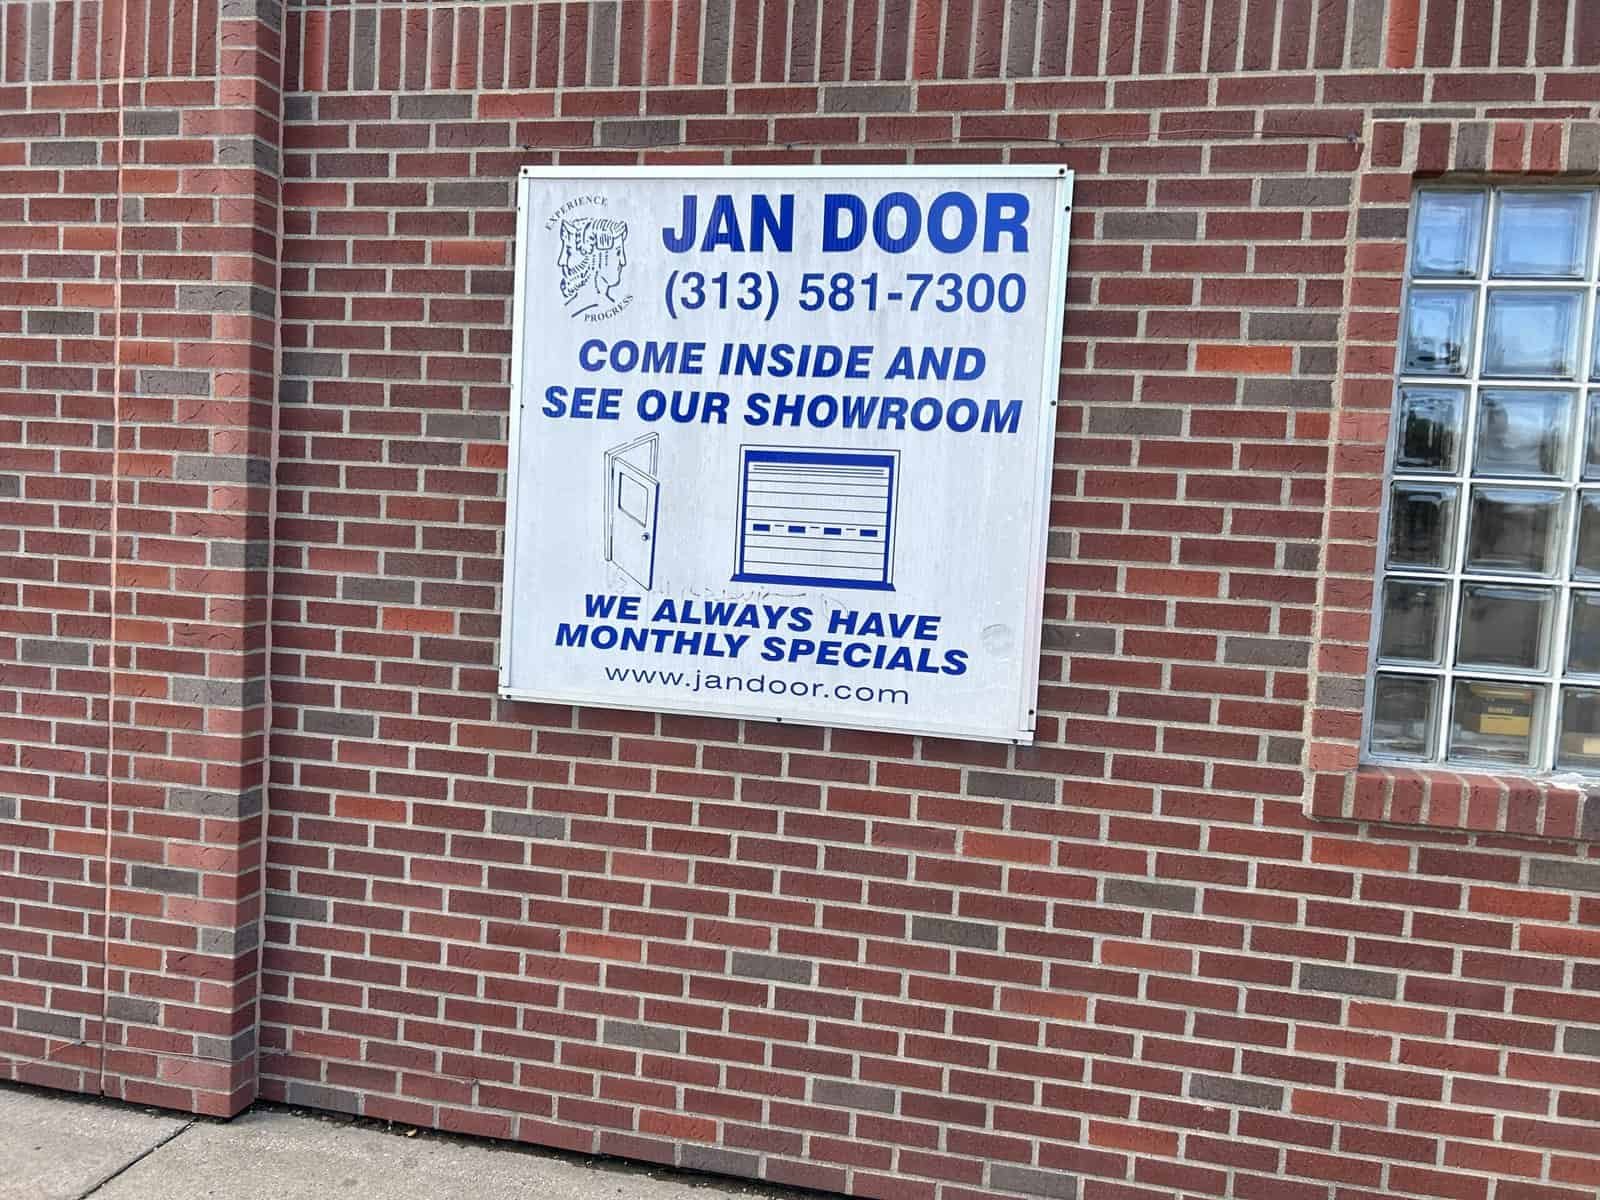 EXPERIENCE
PROGRESS
JAN DOOR
(313) 581-7300
COME INSIDE AND
SEE OUR SHOWROOM
WE ALWAYS HAVE
MONTHLY SPECIALS
www.jandoor.com
DEWALT